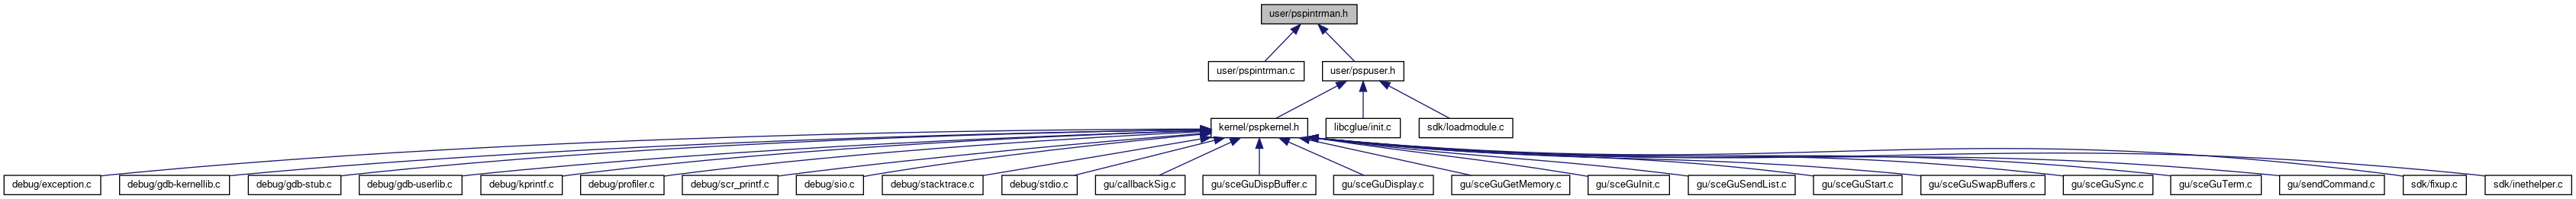 user/pspintrman.h
user/pspintrman.c
user/pspuser.h
kernel/pspkernel.h
libcglue/init.c
sdk/loadmodule.c
debug/exception.c
debug/gdb-kernellib.c
debug/gdb-stub.c
debug/gdb-userlib.c
debug/kprintf.c
debug/profiler.c
debug/scr_printf.c
debug/sio.c
debug/stacktrace.c
debug/stdio.c
gu/callbackSig.c
gu/sceGuDispBuffer.c
gu/sceGuDisplay.c
gu/sceGuGetMemory.c
gu/sceGuInit.c
gu/sceGuSendList.c
gu/sceGuStart.c
gu/sceGuSwapBuffers.c
gu/sceGuSync.c
gu/sceGuTerm.c
gu/sendCommand.c
sdk/fixup.c
sdk/inethelper.c